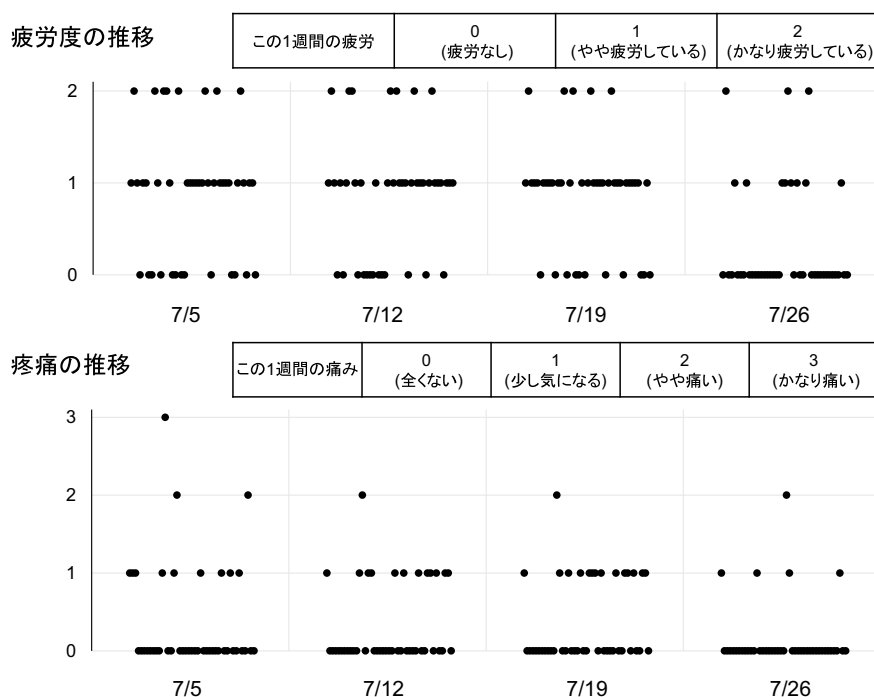 疲労度の推移
この1週間の疲労
0
(疲労なし)
1
(やや疲労している)
2
(かなり疲労している)
2
1
0
7/5
7/12
7/19
7/26
疼痛の推移
この1週間の痛み
0
(全くない)
1
(少し気になる)
2
(やや痛い)
3
(かなり痛い)
3
2
1
0
7/5
7/12
7/19
7/26